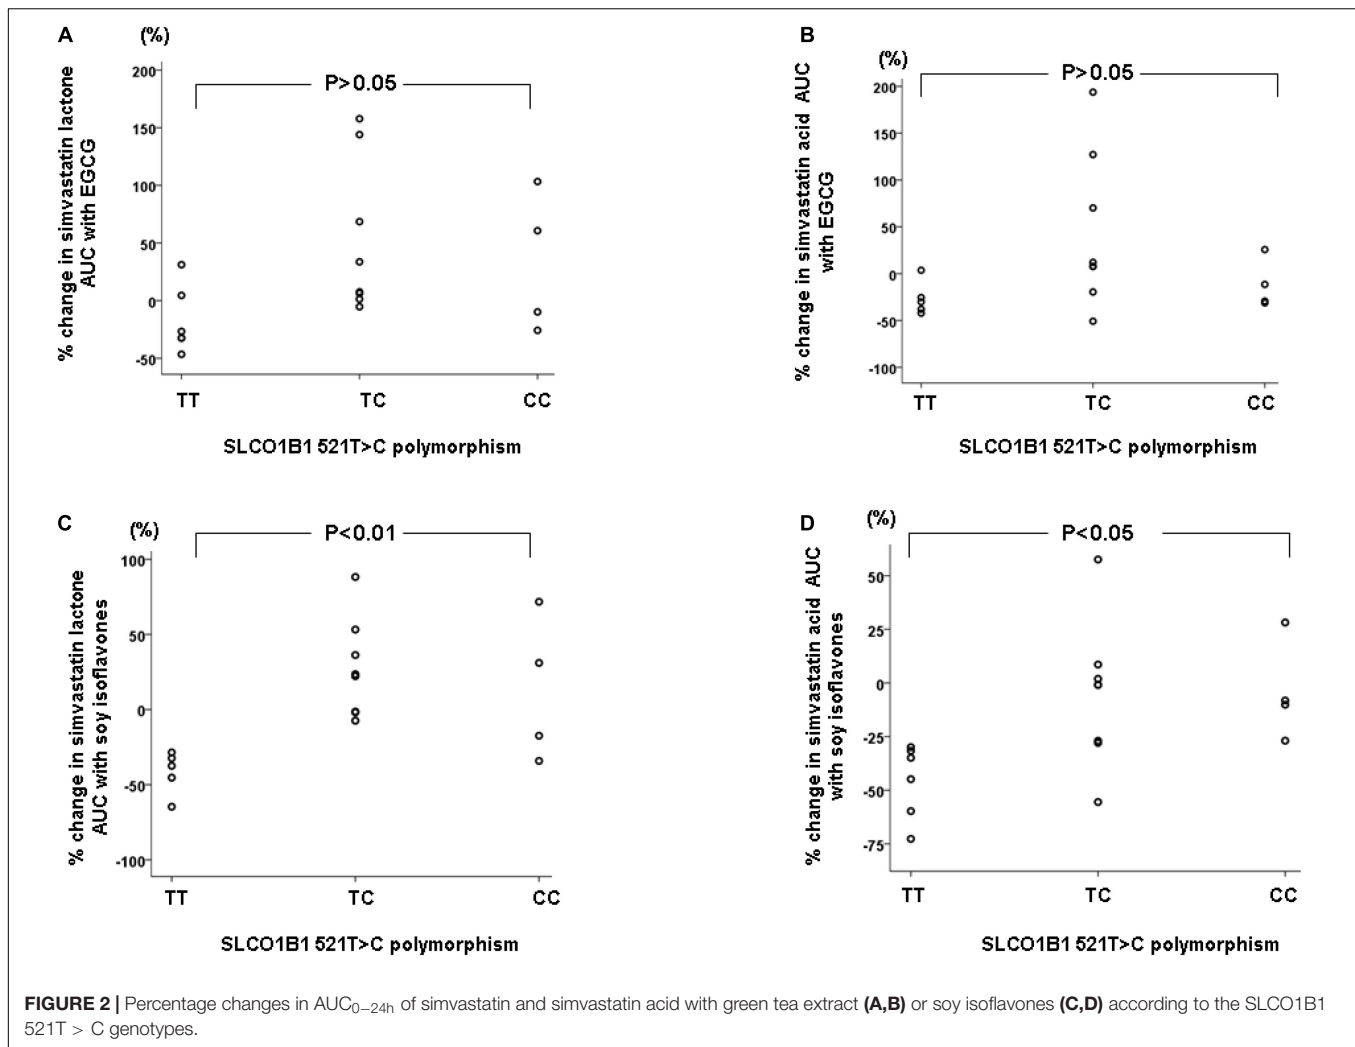 A
(%)
% change in simvastatin lactone
AUC with EGCG
200
150
100
50
0
-50
P>0.05
TT
TC
CC
SLCO1B1 521T>C polymorphism
B
(%)
% change in simvastatin acid AUC
with EGCG
200
150
100
50
0
-50
-100
P>0.05
TT
TC
CC
SLCO1B1 521T>C polymorphism
C
(%)
% change in simvastatin lactone
AUC with soy isoflavones
100
50
0
-50
-100
P<0.01
TT
TC
CC
SLCO1B1 521T>C polymorphism
D
(%)
% change in simvastatin acid AUC
with soy isoflavones
50
25
0
-25
-50
-75
P<0.05
TT
TC
CC
SLCO1B1 521T>C polymorphism
FIGURE 2 | Percentage changes in AUC0−24h of simvastatin and simvastatin acid with green tea extract (A,B) or soy isoflavones (C,D) according to the SLCO1B1
521T > C genotypes.